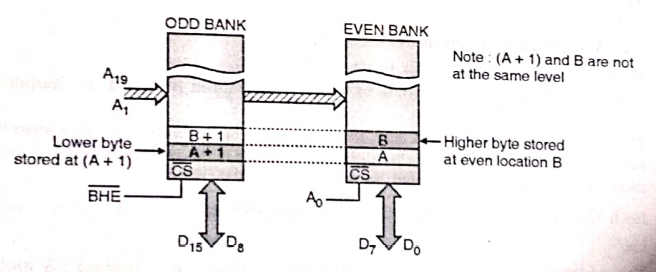 ODD BANK
EVEN BANK
Note : (A + 1) and B are not
at the same level
A19
A1
B + 1
B
Lower byte
stored at (A + 1)
A + 1
A
Higher byte stored
at even location B
CS
CS
BHE
A0
D15 D8
D7 D0